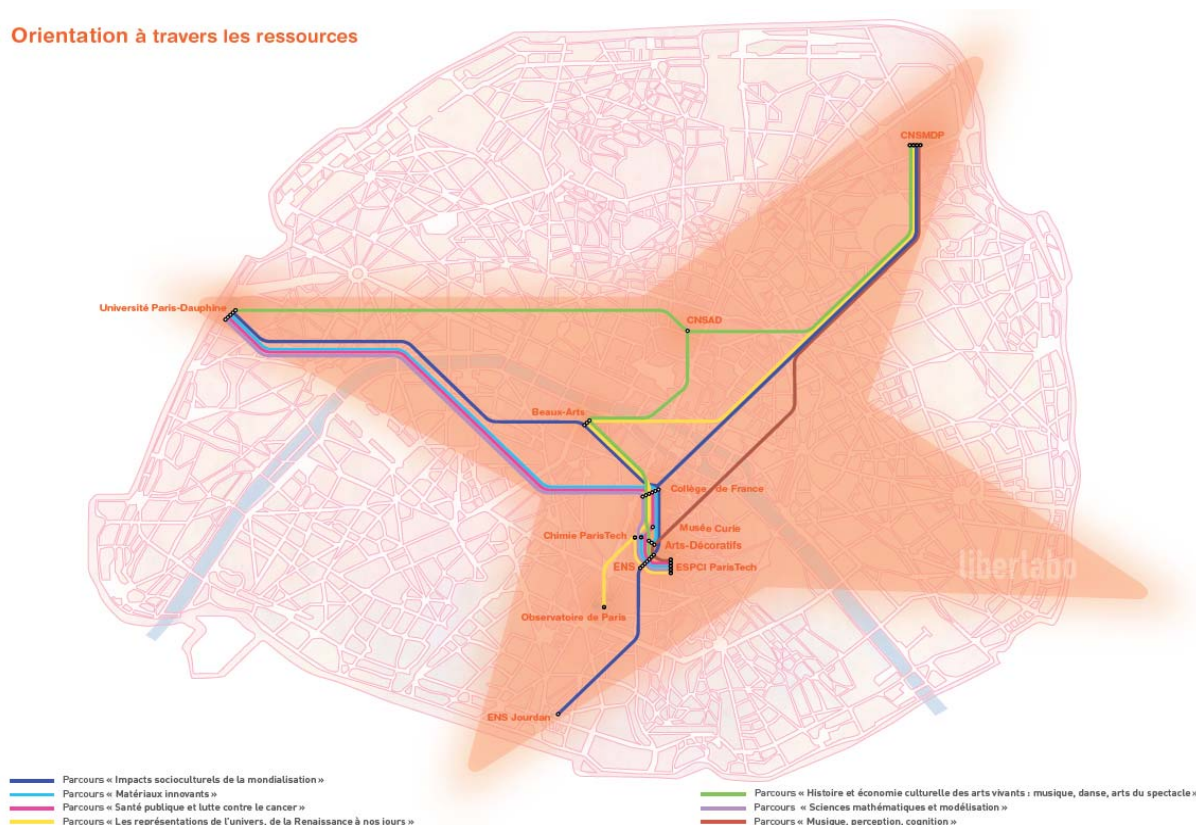 Orientation à travers les ressources
CNSMDP
Université Paris-Dauphine
CNSAD
Beaux-Arts
Collège de France
Musée Curie
Chimie ParisTech
Arts-Décoratifs
ENS
ESPCI ParisTech
liberlabo
Observatoire de Paris
ENS Jourdan
Parcours « Impacts socioculturels de la mondialisation »
Parcours « Matériaux innovants »
Parcours « Santé publique et lutte contre le cancer »
Parcours « Les représentations de l'univers, de la Renaissance à nos jours »
Parcours « Histoire et économie culturelle des arts vivants : musique, danse, arts du spectacle »
Parcours « Sciences mathématiques et modélisation »
Parcours « Musique, perception, cognition »